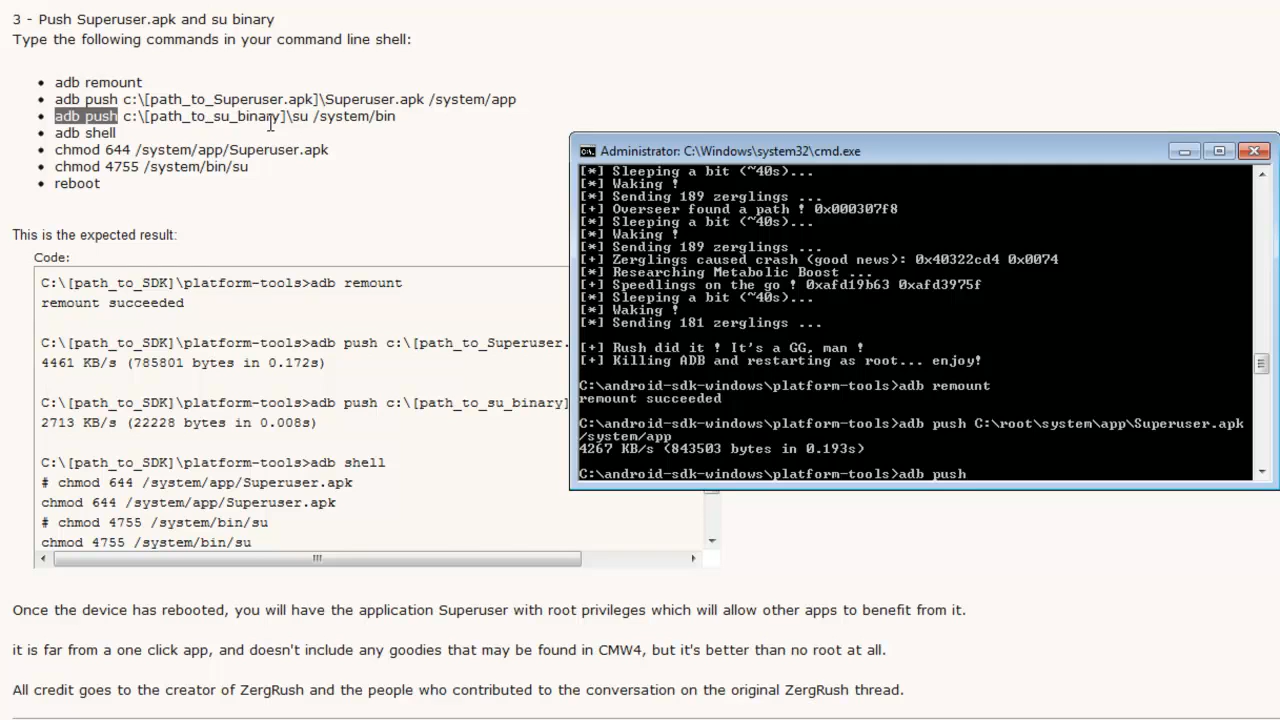 3 - Push Superuser.apk and su binary
Type the following commands in your command line shell:
• adb remount
• adb push c:\[path_to_Superuser.apk]\Superuser.apk /system/app
• adb push c:\[path_to_su_binary]\su /system/bin
• adb shell
• chmod 644 /system/app/Superuser.apk
• chmod 4755 /system/bin/su
• reboot
This is the expected result:
Code:
C:\[path_to_SDK]\platform-tools>adb remount
remount succeeded
C:\[path_to_SDK]\platform-tools>adb push c:\[path_to_Superuser.
4461 KB/s (785801 bytes in 0.172s)
C:\[path_to_SDK]\platform-tools>adb push c:\[path_to_su_binary]
2713 KB/s (22228 bytes in 0.008s)
C:\[path_to_SDK]\platform-tools>adb shell
# chmod 644 /system/app/Superuser.apk
chmod 644 /system/app/Superuser.apk
# chmod 4755 /system/bin/su
chmod 4755 /system/bin/su
Administrator: C:\Windows\system32\cmd.exe
[*] Sleeping a bit (~40s)...
[*] Waking !
[*] Sending 189 zerglings ...
[+] Overseer found a path ! 0x000307f8
[*] Sleeping a bit (~40s)...
[*] Waking !
[*] Sending 189 zerglings ...
[+] Zerglings caused crash (good news): 0x40322cd4 0x0074
[*] Researching Metabolic Boost ...
[+] Speedlings on the go ! 0xafd19b63 0xafd3975f
[*] Sleeping a bit (~40s)...
[*] Waking !
[*] Sending 181 zerglings ...
[+] Rush did it ! It's a GG, man !
[+] Killing ADB and restarting as root... enjoy!
C:\android-sdk-windows\platform-tools>adb remount
remount succeeded
C:\android-sdk-windows\platform-tools>adb push C:\root\system\app\Superuser.apk
/system/app
4267 KB/s (843503 bytes in 0.193s)
C:\android-sdk-windows\platform-tools>adb push
Once the device has rebooted, you will have the application Superuser with root privileges which will allow other apps to benefit from it.
it is far from a one click app, and doesn't include any goodies that may be found in CMW4, but it's better than no root at all.
All credit goes to the creator of ZergRush and the people who contributed to the conversation on the original ZergRush thread.